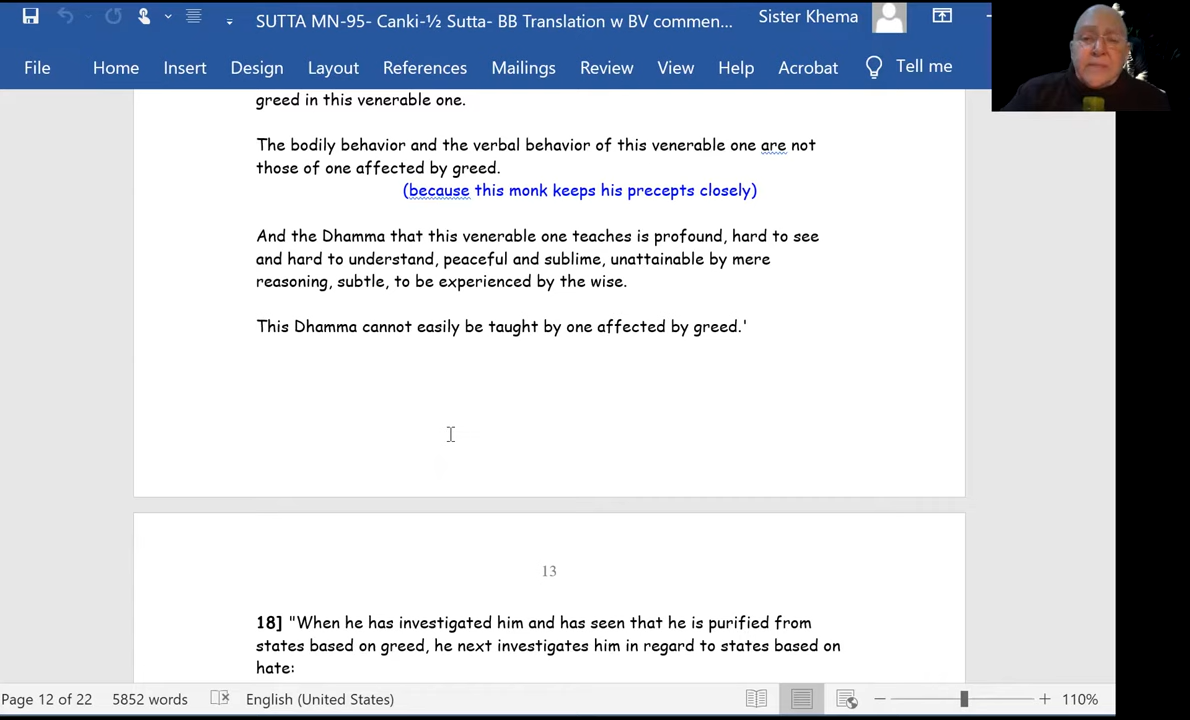 SUTTA MN-95- Canki-½ Sutta- BB Translation w BV commen...
Sister Khema
File Home Insert Design Layout References Mailings Review View Help Acrobat Tell me
greed in this venerable one.
The bodily behavior and the verbal behavior of this venerable one are not
those of one affected by greed.
(because this monk keeps his precepts closely)
And the Dhamma that this venerable one teaches is profound, hard to see
and hard to understand, peaceful and sublime, unattainable by mere
reasoning, subtle, to be experienced by the wise.
This Dhamma cannot easily be taught by one affected by greed.'
13
18] "When he has investigated him and has seen that he is purified from
states based on greed, he next investigates him in regard to states based on
hate:
Page 12 of 22 5852 words English (United States) 110%